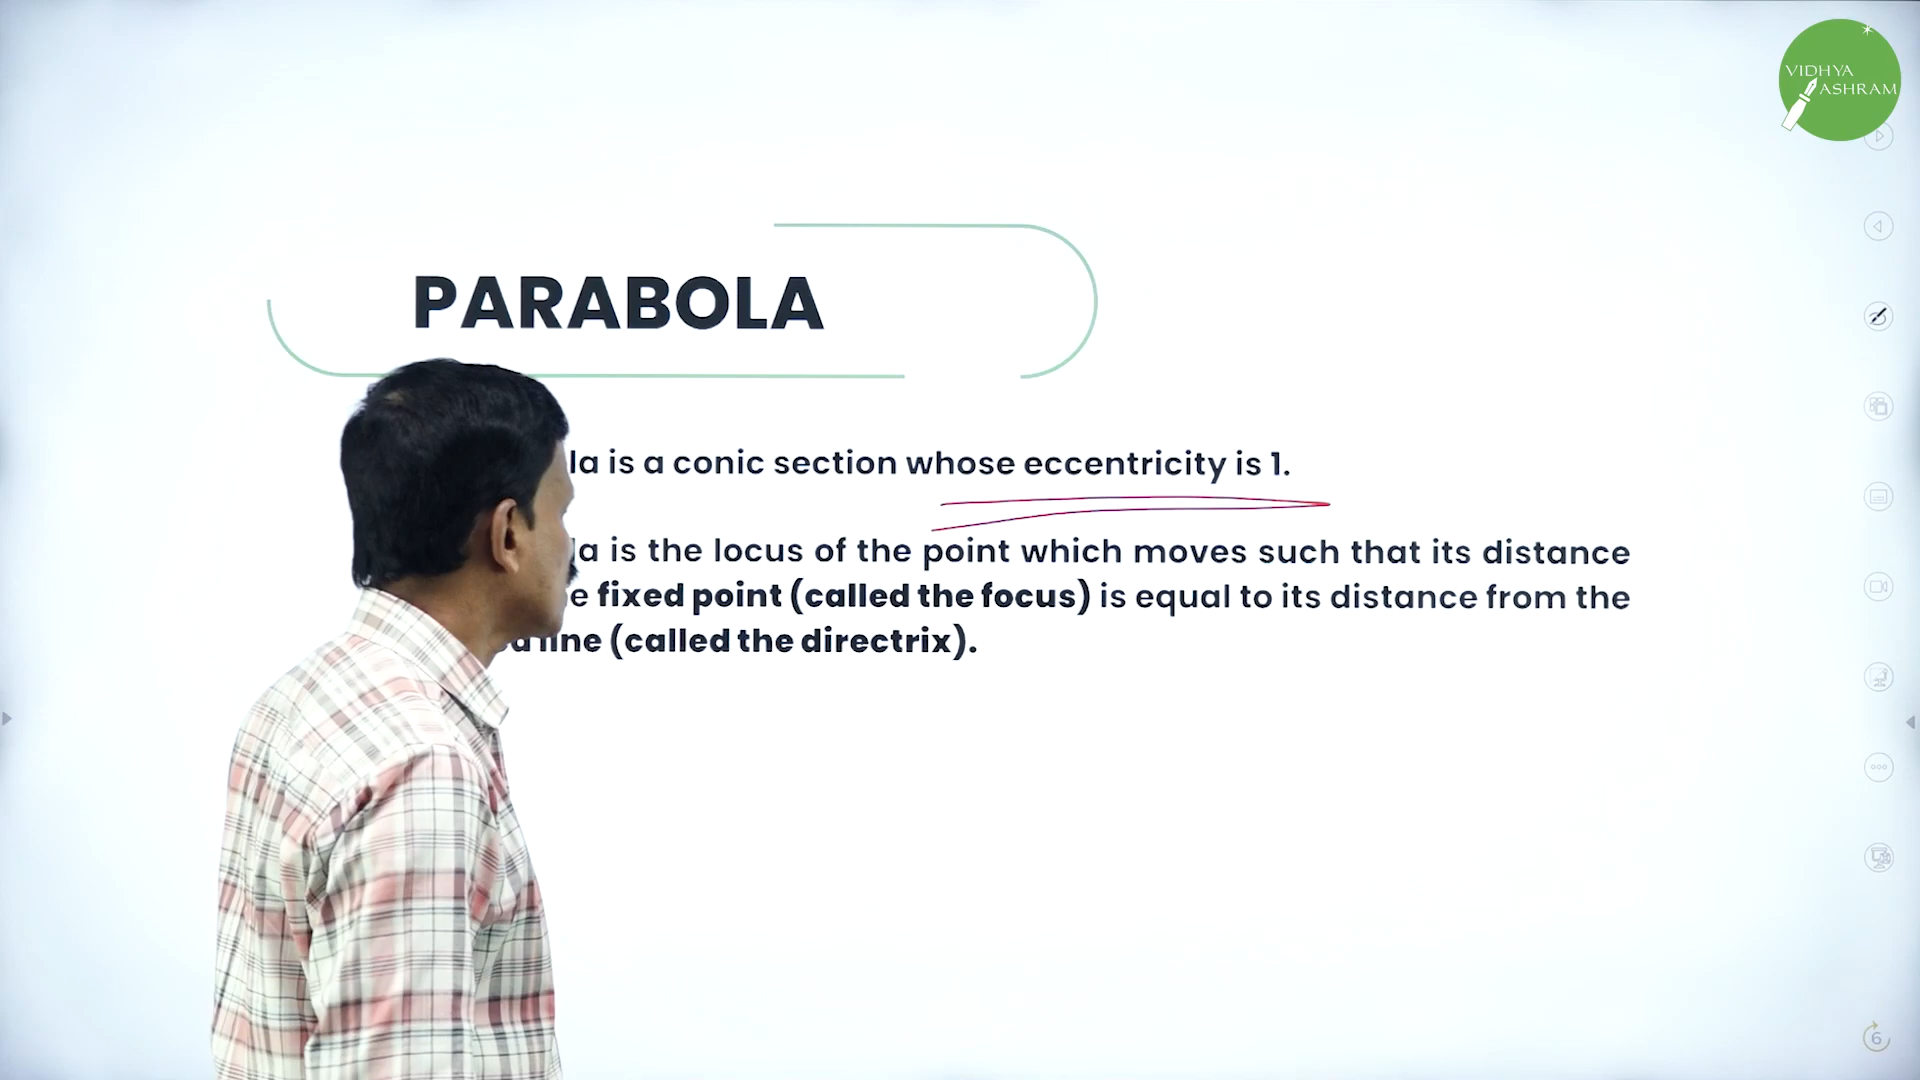 VIDHYA
ASHRAM
PARABOLA
la is a conic section whose eccentricity is 1.
la is the locus of the point which moves such that its distance
e fixed point (called the focus) is equal to its distance from the
line (called the directrix).
6